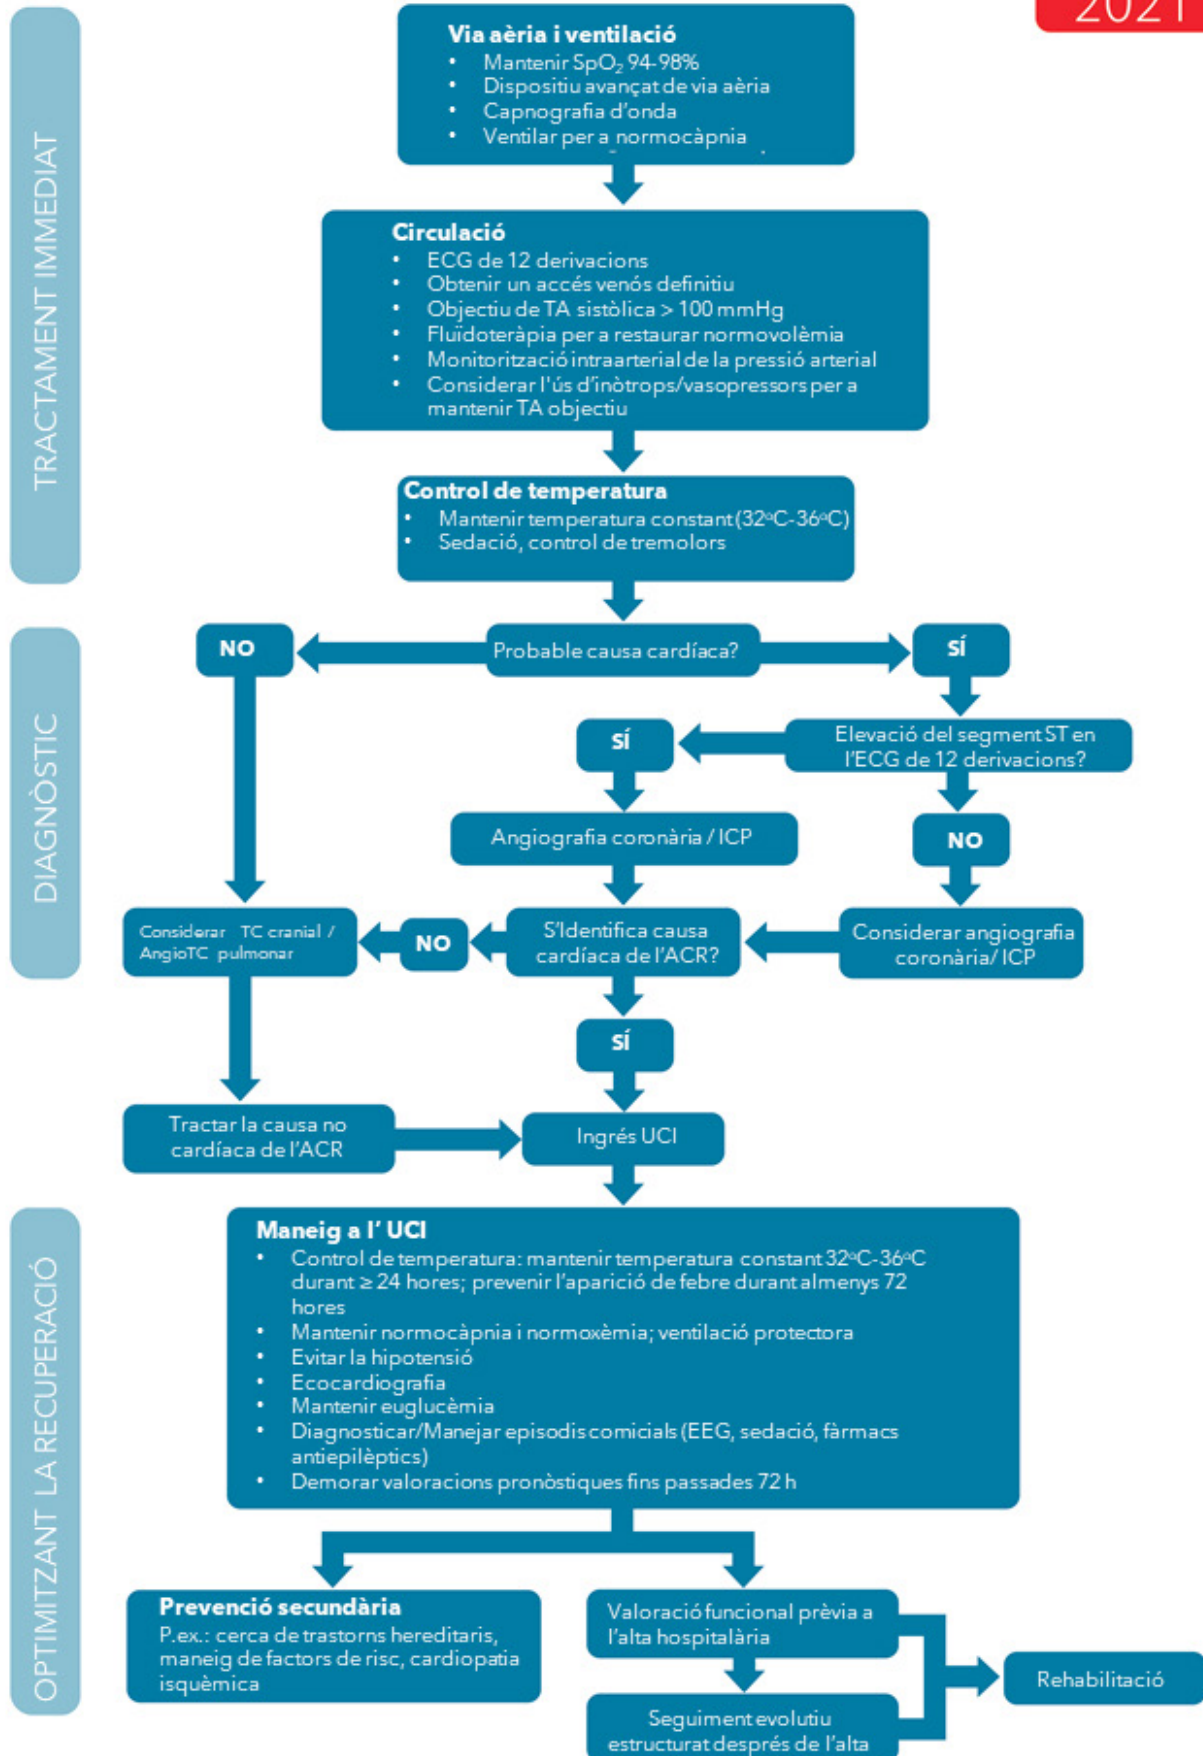 2021
TRACTAMENT IMMEDIAT
Via aèria i ventilació
• Mantenir SpO₂ 94-98%
• Dispositiu avançat de via aèria
• Capnografia d'onda
• Ventilar per a normocàpnia
Circulació
• ECG de 12 derivacions
• Obtenir un accés venós definitiu
• Objectiu de TA sistòlica > 100 mmHg
• Fluïdoteràpia per a restaurar normovolèmia
• Monitorització intraarterial de la pressió arterial
• Considerar l'ús d'inòtrops/vasopressors per a
mantenir TA objectiu
Control de temperatura
• Mantenir temperatura constant (32ºC-36ºC)
• Sedació, control de tremolors
DIAGNÒSTIC
NO
Probable causa cardíaca?
SÍ
SÍ
Elevació del segment ST en
l'ECG de 12 derivacions?
Angiografia coronària / ICP
NO
Considerar TC cranial /
AngioTC pulmonar
NO
S'Identifica causa
cardíaca de l'ACR?
Considerar angiografia
coronària/ ICP
SÍ
Tractar la causa no
cardíaca de l'ACR
Ingrés UCI
OPTIMITZANT LA RECUPERACIÓ
Maneig a l' UCI
• Control de temperatura: mantenir temperatura constant 32ºC-36ºC
durant ≥ 24 hores; prevenir l'aparició de febre durant almenys 72
hores
• Mantenir normocàpnia i normoxèmia; ventilació protectora
• Evitar la hipotensió
• Ecocardiografia
• Mantenir euglucèmia
• Diagnosticar/Manejar episodis comicials (EEG, sedació, fàrmacs
antiepilèptics)
• Demorar valoracions pronòstiques fins passades 72 h
Prevenció secundària
P.ex.: cerca de trastorns hereditaris,
maneig de factors de risc, cardiopatia
isquèmica
Valoració funcional prèvia a
l'alta hospitalària
Seguiment evolutiu
estructurat després de l'alta
Rehabilitació